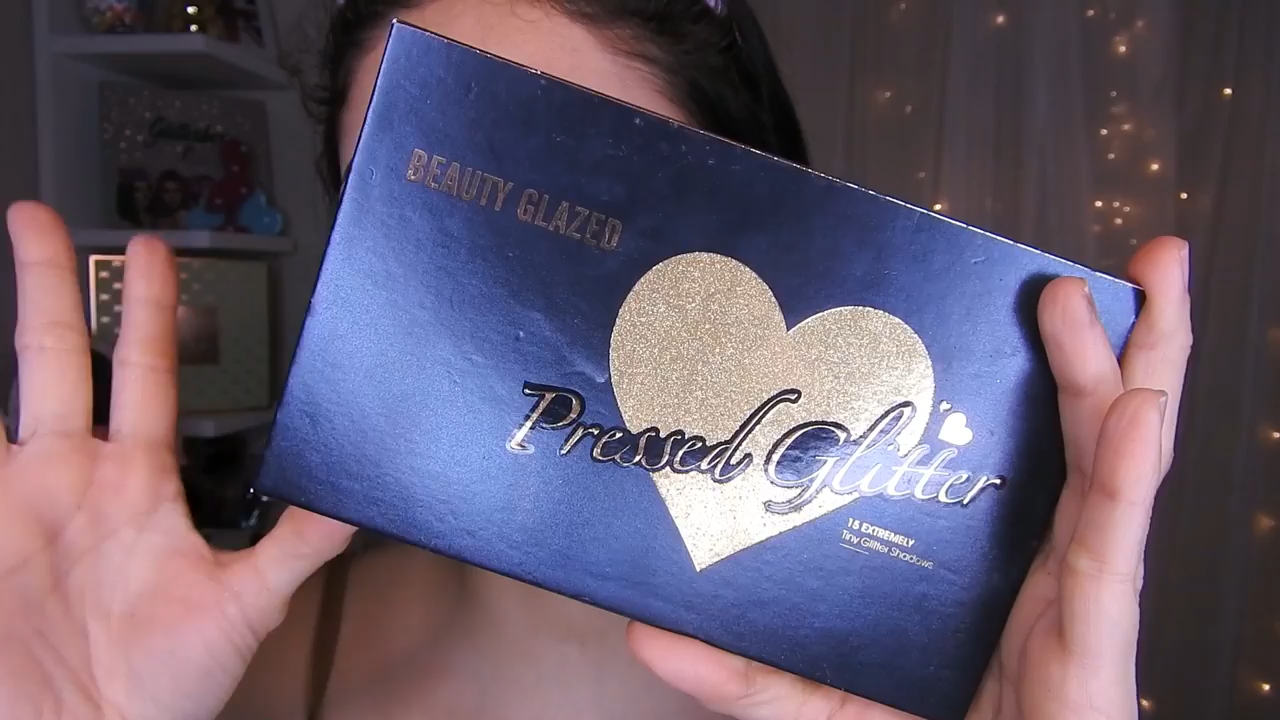 BEAUTY GLAZED
Pressed Glitter
15 EXTREMELY
Tiny Glitter Shadows